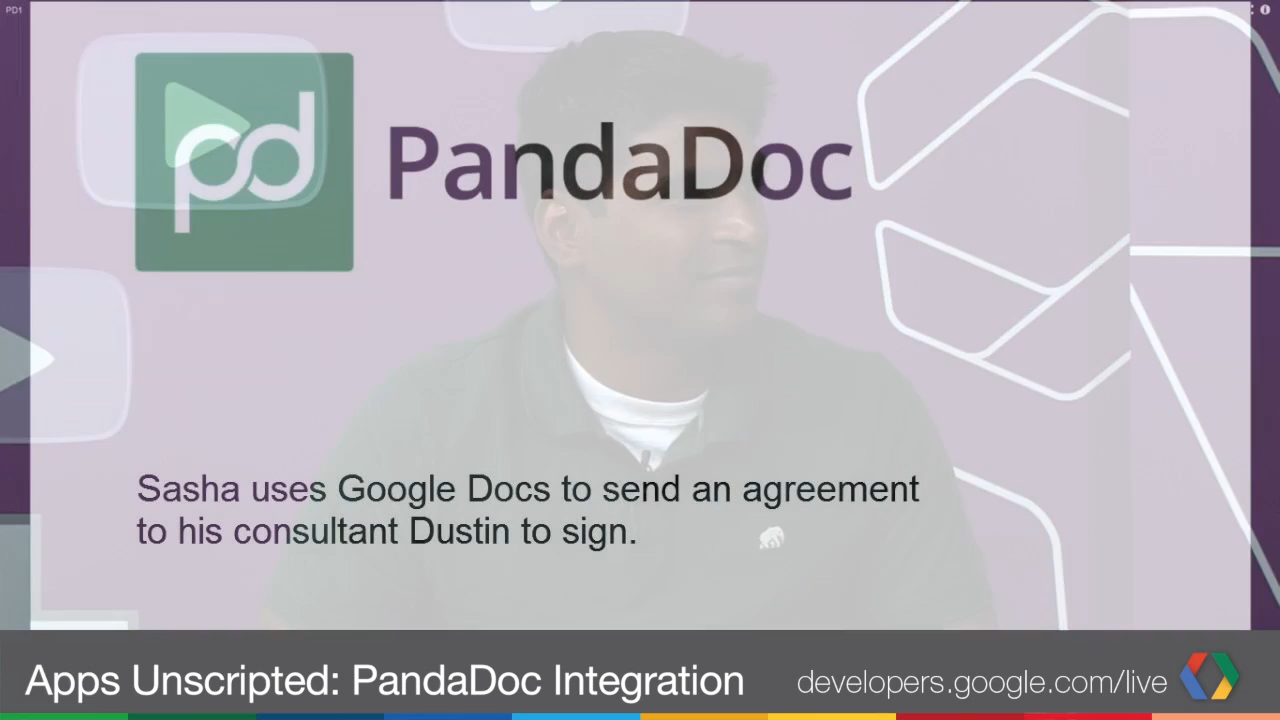 PD1
pd PandaDoc
Sasha uses Google Docs to send an agreement
to his consultant Dustin to sign.
Apps Unscripted: PandaDoc Integration
developers.google.com/live